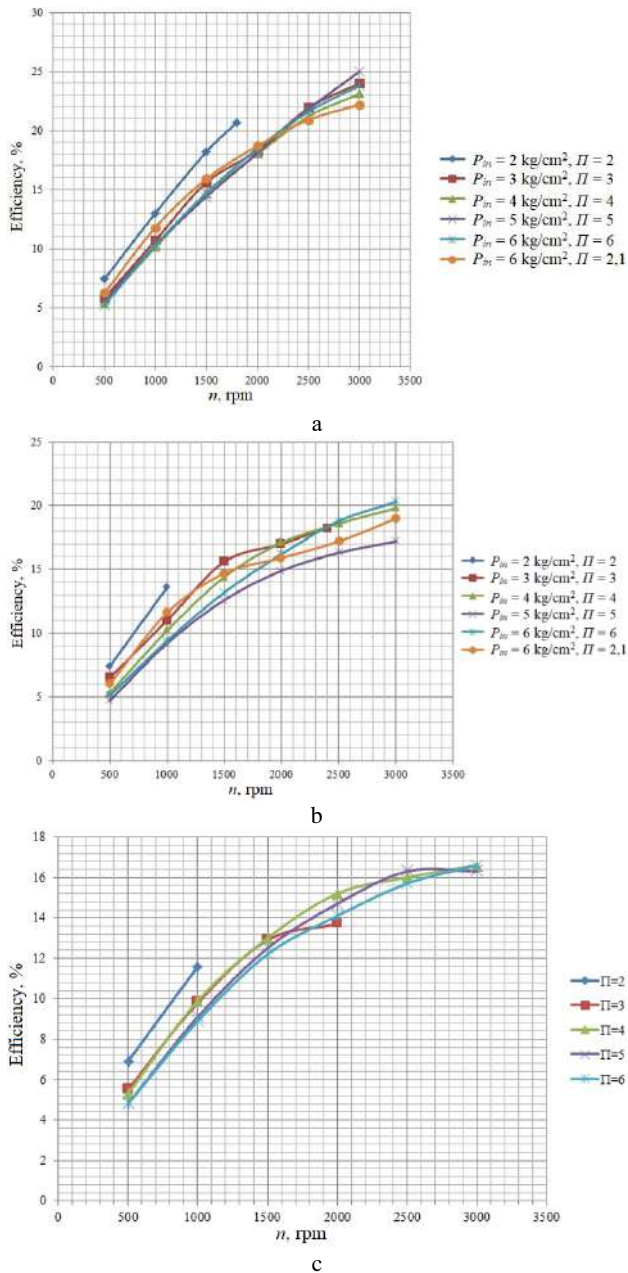 30
25
20
15
10
5
0
Efficiency, %
0 500 1000 1500 2000 2500 3000 3500
n, rpm
P_in = 2 kg/cm², П = 2
P_in = 3 kg/cm², П = 3
P_in = 4 kg/cm², П = 4
P_in = 5 kg/cm², П = 5
P_in = 6 kg/cm², П = 6
P_in = 6 kg/cm², П = 2,1
a
25
20
15
10
5
0
Efficiency, %
0 500 1000 1500 2000 2500 3000 3500
n, rpm
P_in = 2 kg/cm², П = 2
P_in = 3 kg/cm², П = 3
P_in = 4 kg/cm², П = 4
P_in = 5 kg/cm², П = 5
P_in = 6 kg/cm², П = 6
P_in = 6 kg/cm², П = 2,1
b
18
16
14
12
10
8
6
4
2
0
Efficiency, %
0 500 1000 1500 2000 2500 3000 3500
n, rpm
П=2
П=3
П=4
П=5
П=6
c